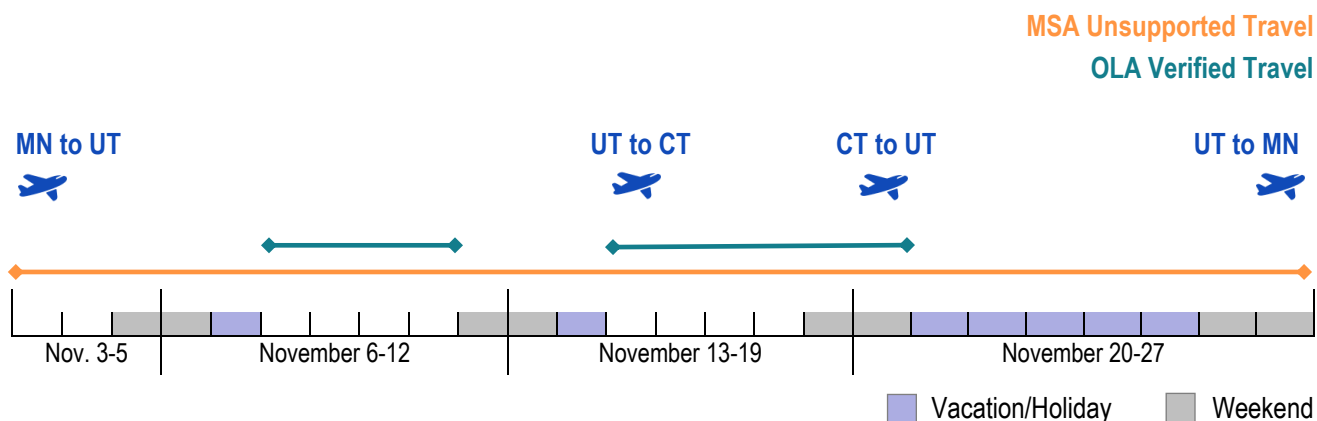 MSA Unsupported Travel
OLA Verified Travel
MN to UT
UT to CT
CT to UT
UT to MN
Nov. 3-5
November 6-12
November 13-19
November 20-27
Vacation/Holiday
Weekend